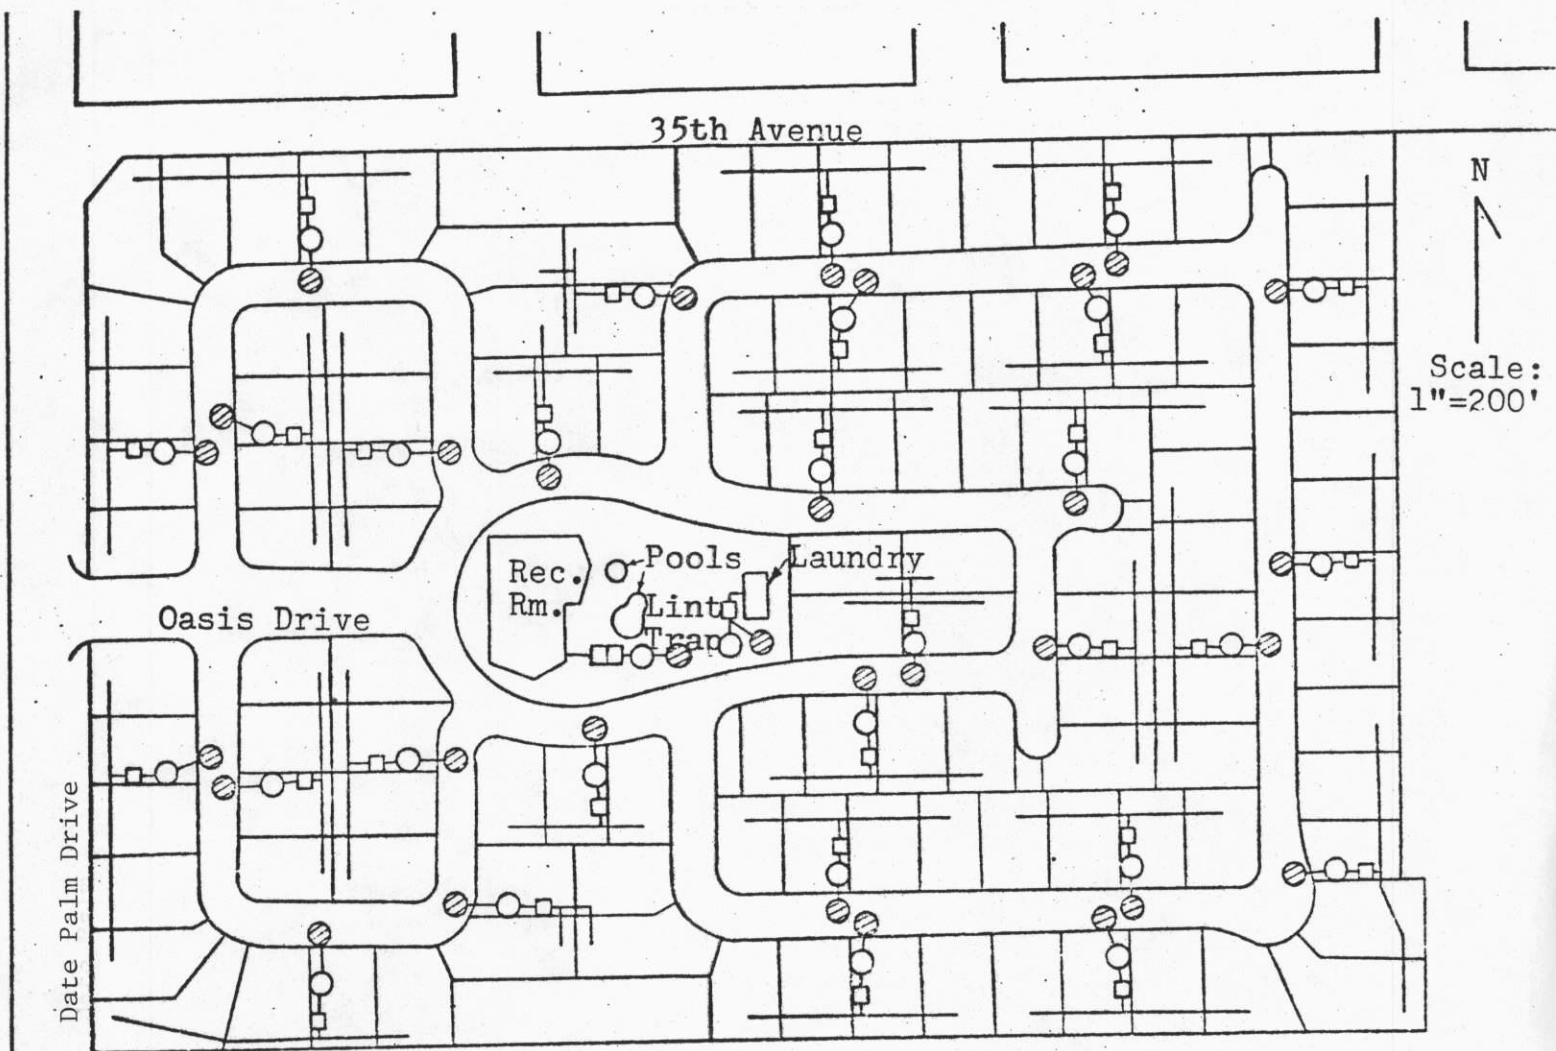 35th Avenue
N
Scale:
1"=200'
Pools
Laundry
Rec.
Rm.
Lint
Trap
Oasis Drive
Date Palm Drive